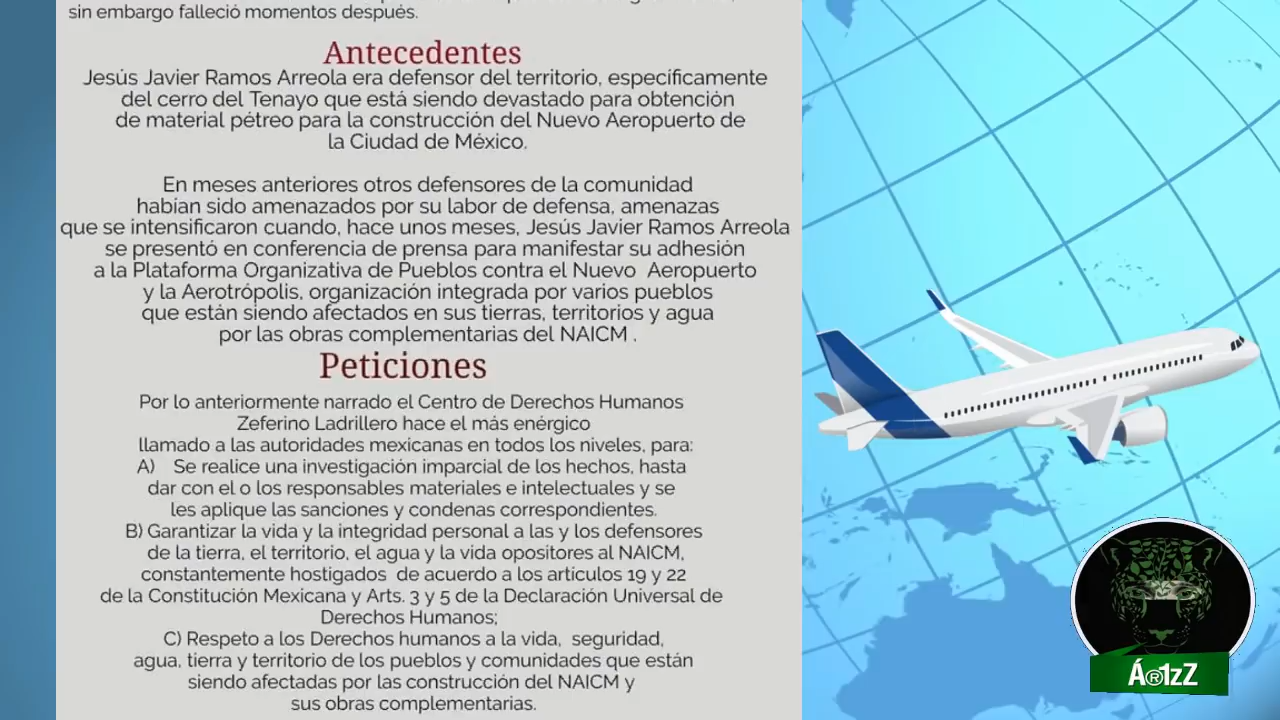 sin embargo falleció momentos después.
Antecedentes
Jesús Javier Ramos Arreola era defensor del territorio, específicamente
del cerro del Tenayo que está siendo devastado para obtención
de material pétreo para la construcción del Nuevo Aeropuerto de
la Ciudad de México.
En meses anteriores otros defensores de la comunidad
habían sido amenazados por su labor de defensa, amenazas
que se intensificaron cuando, hace unos meses, Jesús Javier Ramos Arreola
se presentó en conferencia de prensa para manifestar su adhesión
a la Plataforma Organizativa de Pueblos contra el Nuevo Aeropuerto
y la Aerotrópolis, organización integrada por varios pueblos
que están siendo afectados en sus tierras, territorios y agua
por las obras complementarias del NAICM .
Peticiones
Por lo anteriormente narrado el Centro de Derechos Humanos
Zeferino Ladrillero hace el más enérgico
llamado a las autoridades mexicanas en todos los niveles, para:
A) Se realice una investigación imparcial de los hechos, hasta
dar con el o los responsables materiales e intelectuales y se
les aplique las sanciones y condenas correspondientes.
B) Garantizar la vida y la integridad personal a las y los defensores
de la tierra, el territorio, el agua y la vida opositores al NAICM,
constantemente hostigados de acuerdo a los artículos 19 y 22
de la Constitución Mexicana y Arts. 3 y 5 de la Declaración Universal de
Derechos Humanos;
C) Respeto a los Derechos humanos a la vida, seguridad,
agua, tierra y territorio de los pueblos y comunidades que están
siendo afectadas por las construcción del NAICM y
sus obras complementarias.
Á®1zZ